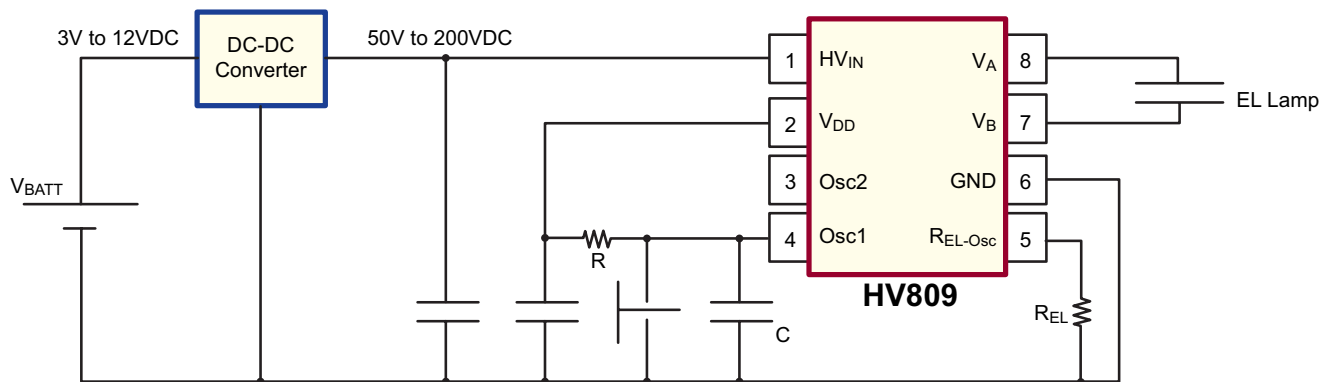 3V to 12VDC
DC-DC
Converter
50V to 200VDC
1
HVIN
VA
8
EL Lamp
2
VDD
VB
7
VBATT
3
Osc2
GND
6
4
Osc1
REL-Osc
5
R
HV809
REL
C